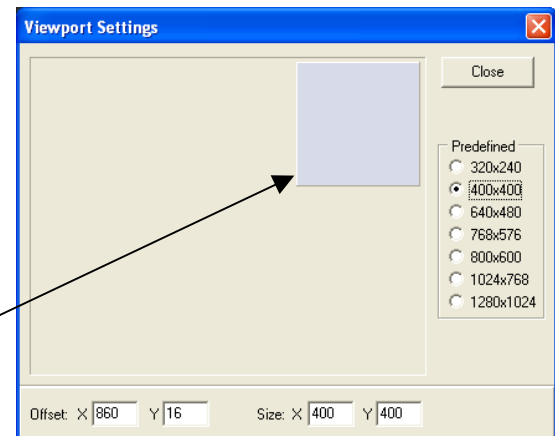 Viewport Settings
Close
Predefined
320x240
400x400
640x480
768x576
800x600
1024x768
1280x1024
Offset: X 860 Y 16 Size: X 400 Y 400